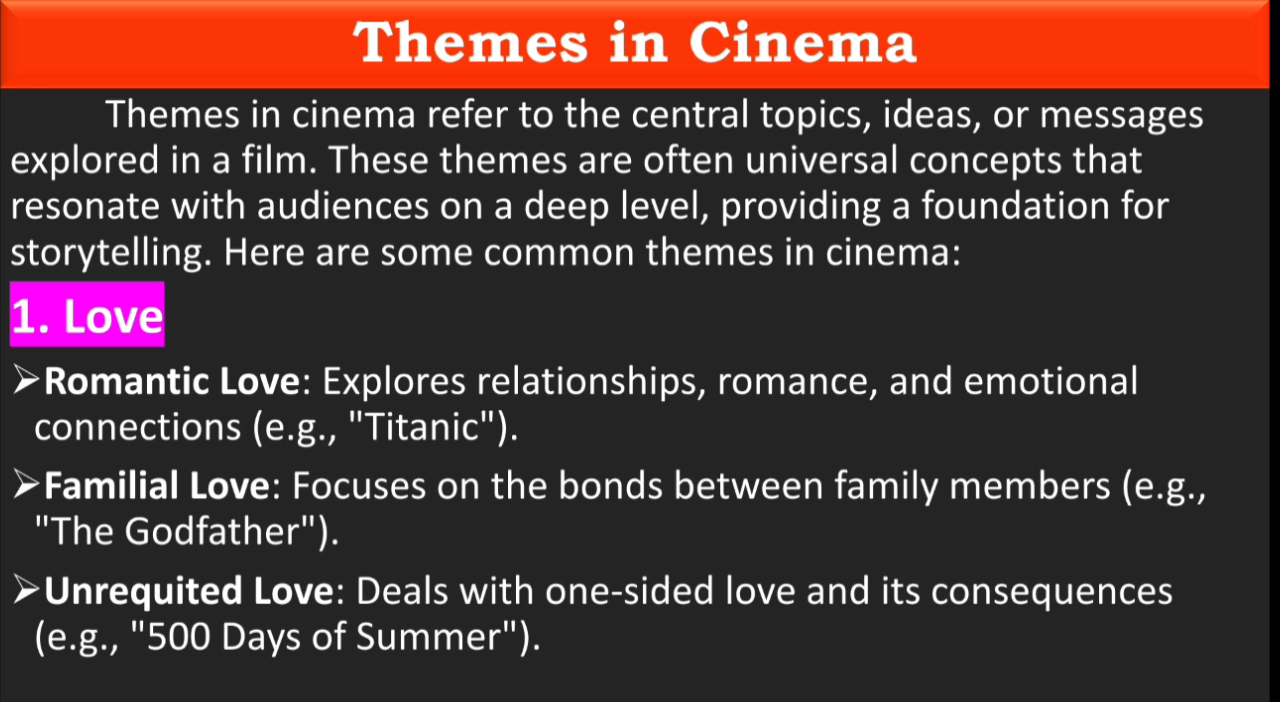 Themes in Cinema
Themes in cinema refer to the central topics, ideas, or messages
explored in a film. These themes are often universal concepts that
resonate with audiences on a deep level, providing a foundation for
storytelling. Here are some common themes in cinema:
1. Love
➢Romantic Love: Explores relationships, romance, and emotional
connections (e.g., "Titanic").
➢Familial Love: Focuses on the bonds between family members (e.g.,
"The Godfather").
➢Unrequited Love: Deals with one-sided love and its consequences
(e.g., "500 Days of Summer").